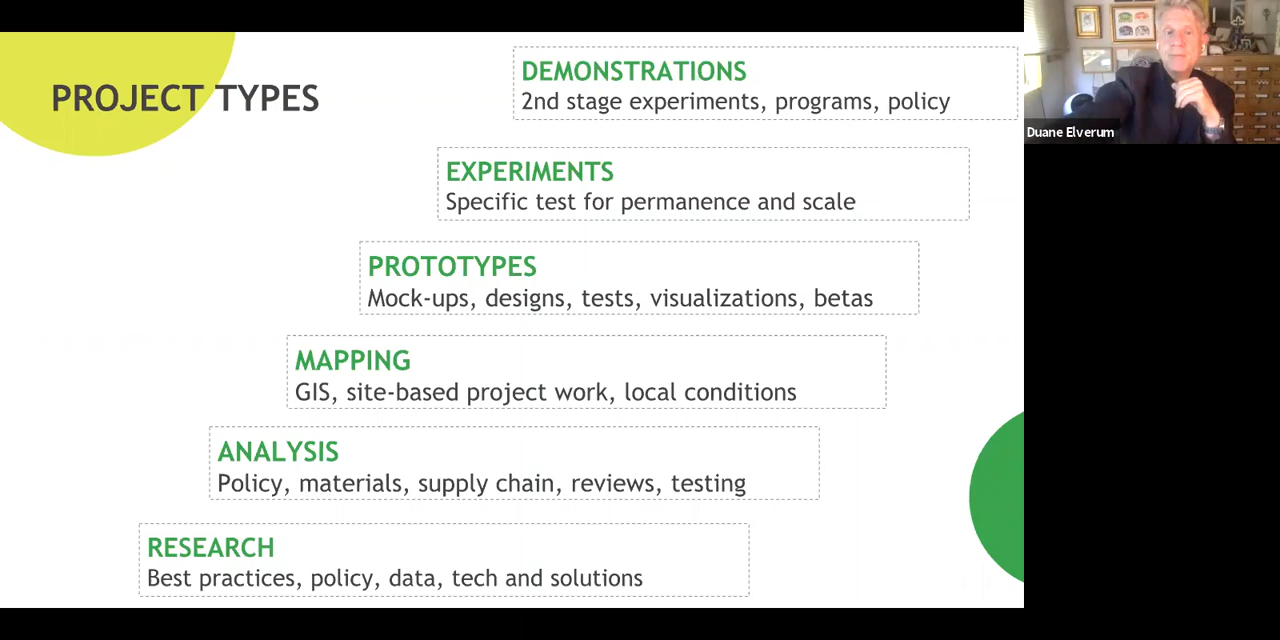 PROJECT TYPES
DEMONSTRATIONS
2nd stage experiments, programs, policy
EXPERIMENTS
Specific test for permanence and scale
PROTOTYPES
Mock-ups, designs, tests, visualizations, betas
MAPPING
GIS, site-based project work, local conditions
ANALYSIS
Policy, materials, supply chain, reviews, testing
RESEARCH
Best practices, policy, data, tech and solutions
Duane Elverum